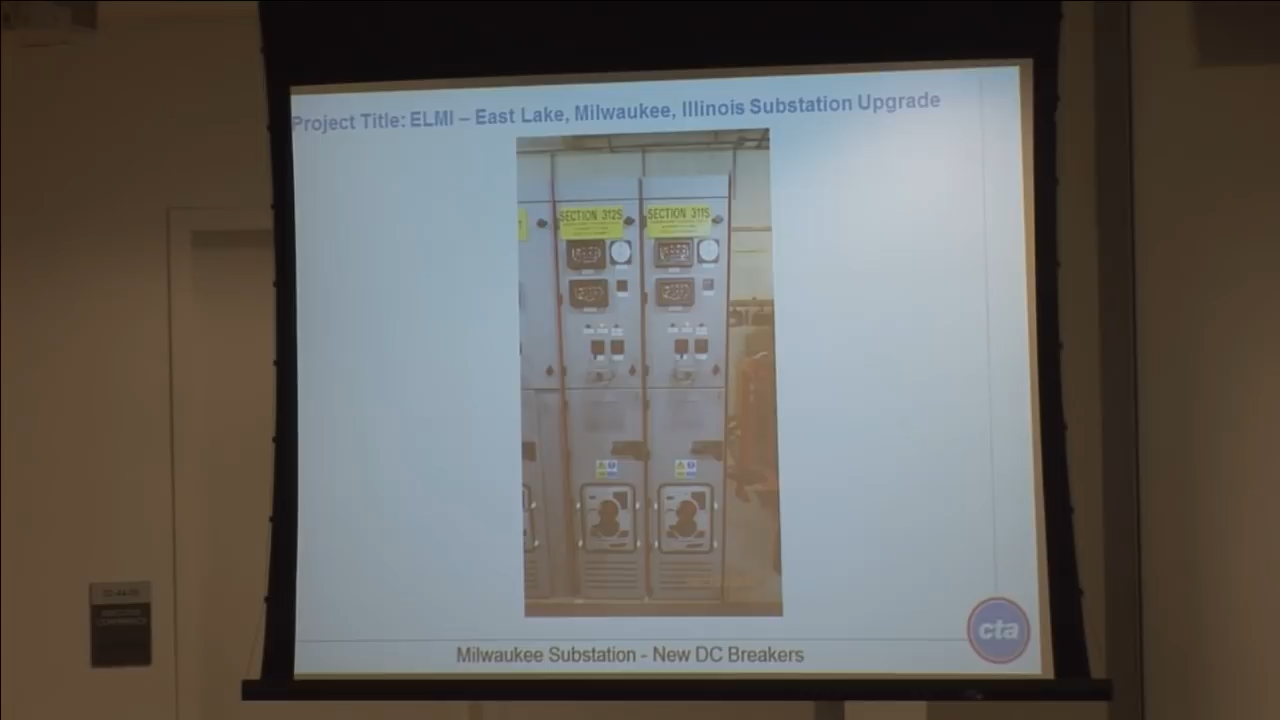 Project Title: ELMI – East Lake, Milwaukee, Illinois Substation Upgrade
SECTION 312S
SECTION 311S
cta
Milwaukee Substation - New DC Breakers